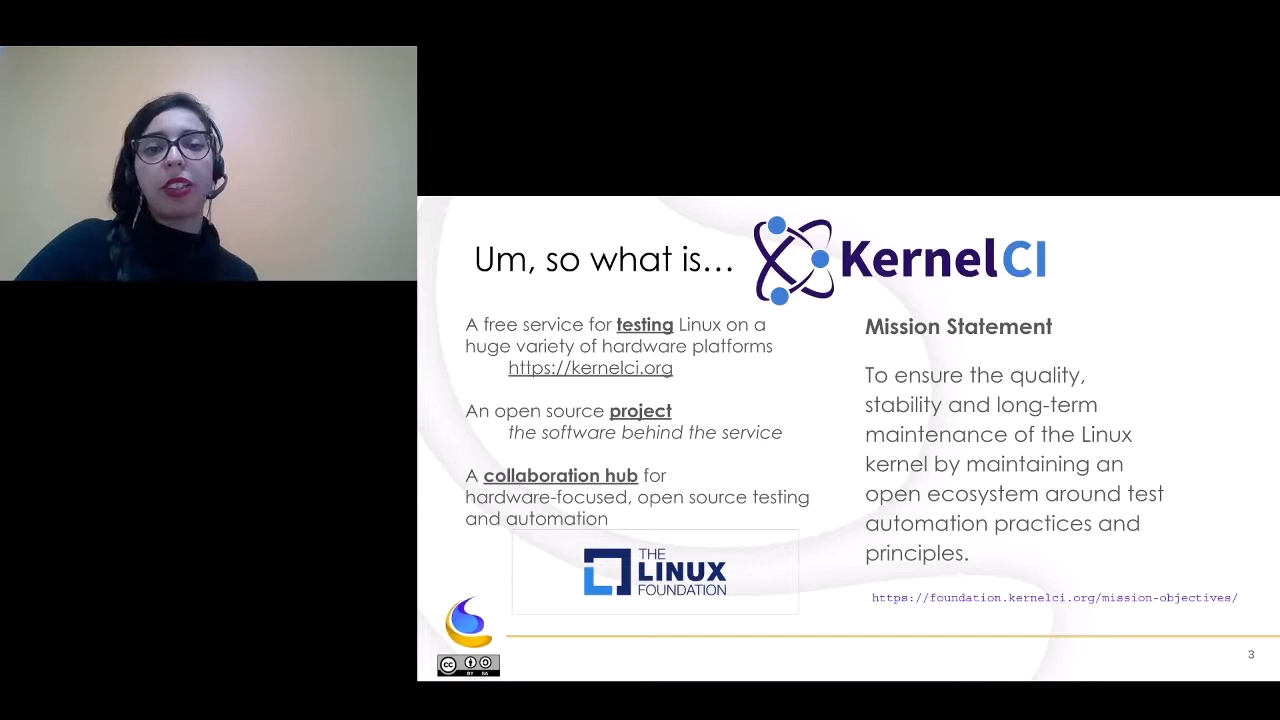 Um, so what is...
KernelCI
A free service for testing Linux on a
huge variety of hardware platforms
https://kernelci.org
An open source project
the software behind the service
A collaboration hub for
hardware-focused, open source testing
and automation
THE
LINUX
FOUNDATION
Mission Statement
To ensure the quality,
stability and long-term
maintenance of the Linux
kernel by maintaining an
open ecosystem around test
automation practices and
principles.
https://foundation.kernelci.org/mission-objectives/
cc
BY SA
3